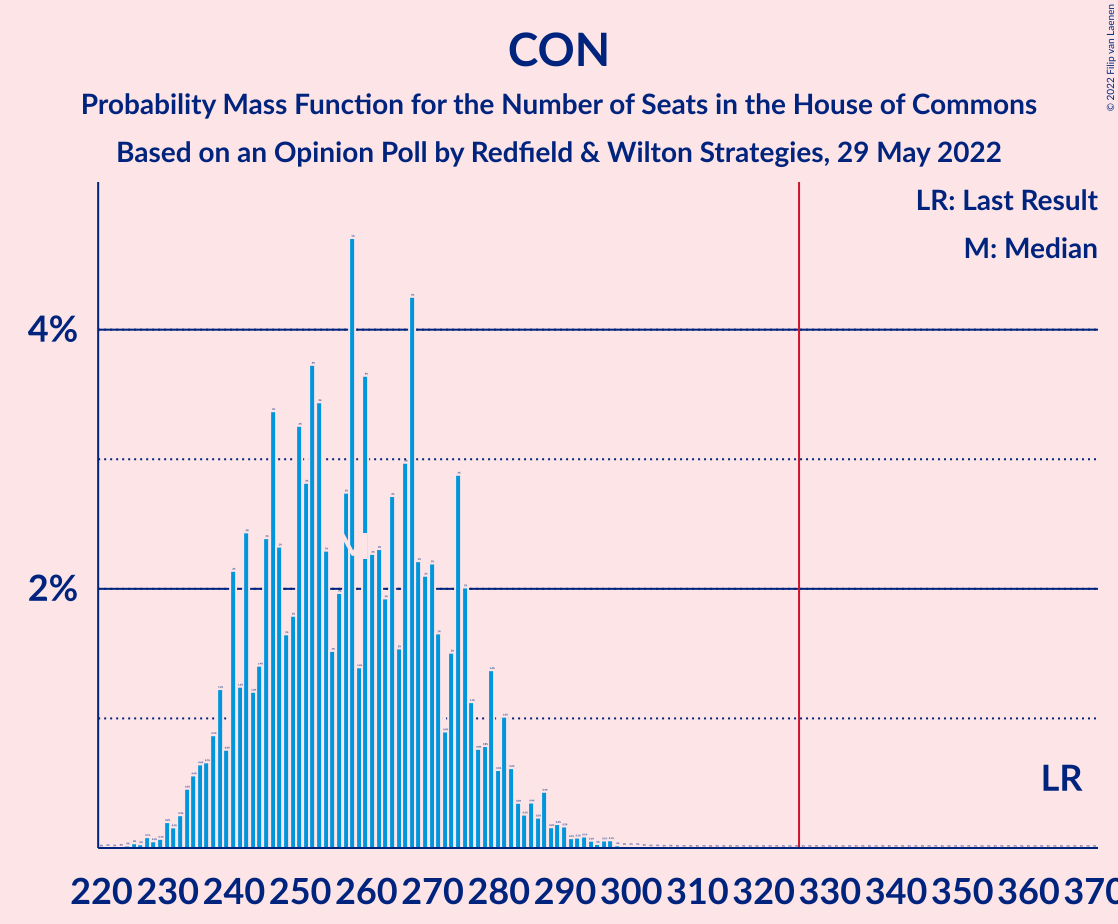 CON
Probability Mass Function for the Number of Seats in the House of Commons
Based on an Opinion Poll by Redfield & Wilton Strategies, 29 May 2022
© 2022 Filip van Laenen
LR: Last Result
M: Median
4%
2%
M
LR
220 230 240 250 260 270 280 290 300 310 320 330 340 350 360 370